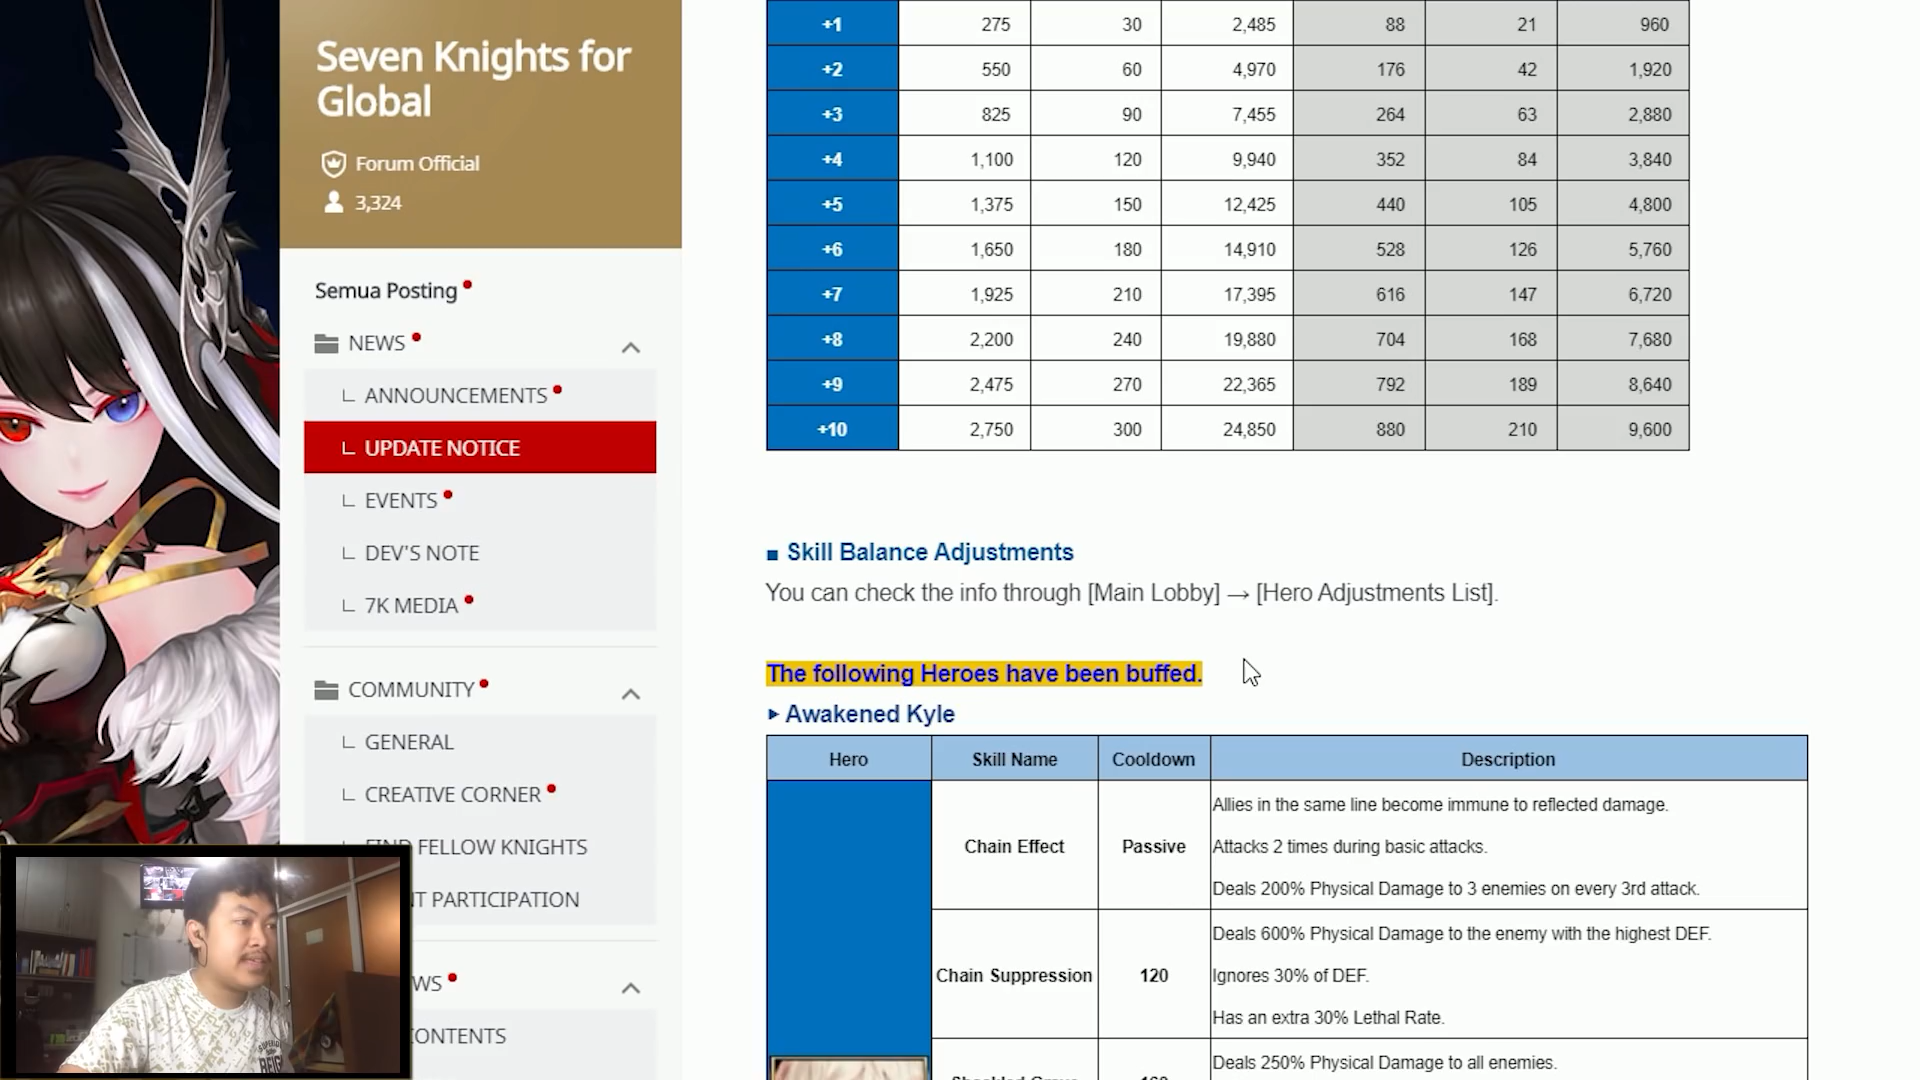 Seven Knights for
Global
Forum Official
3,324
Semua Posting
NEWS
ANNOUNCEMENTS
UPDATE NOTICE
EVENTS
DEV'S NOTE
7K MEDIA
COMMUNITY
GENERAL
CREATIVE CORNER
FIND FELLOW KNIGHTS
NT PARTICIPATION
WS
CONTENTS
+1 275 30 2,485 88 21 960
+2 550 60 4,970 176 42 1,920
+3 825 90 7,455 264 63 2,880
+4 1,100 120 9,940 352 84 3,840
+5 1,375 150 12,425 440 105 4,800
+6 1,650 180 14,910 528 126 5,760
+7 1,925 210 17,395 616 147 6,720
+8 2,200 240 19,880 704 168 7,680
+9 2,475 270 22,365 792 189 8,640
+10 2,750 300 24,850 880 210 9,600
■ Skill Balance Adjustments
You can check the info through [Main Lobby] → [Hero Adjustments List].
The following Heroes have been buffed.
▶ Awakened Kyle
Hero Skill Name Cooldown Description
Chain Effect Passive
Allies in the same line become immune to reflected damage.
Attacks 2 times during basic attacks.
Deals 200% Physical Damage to 3 enemies on every 3rd attack.
Chain Suppression 120
Deals 600% Physical Damage to the enemy with the highest DEF.
Ignores 30% of DEF.
Has an extra 30% Lethal Rate.
Deals 250% Physical Damage to all enemies.